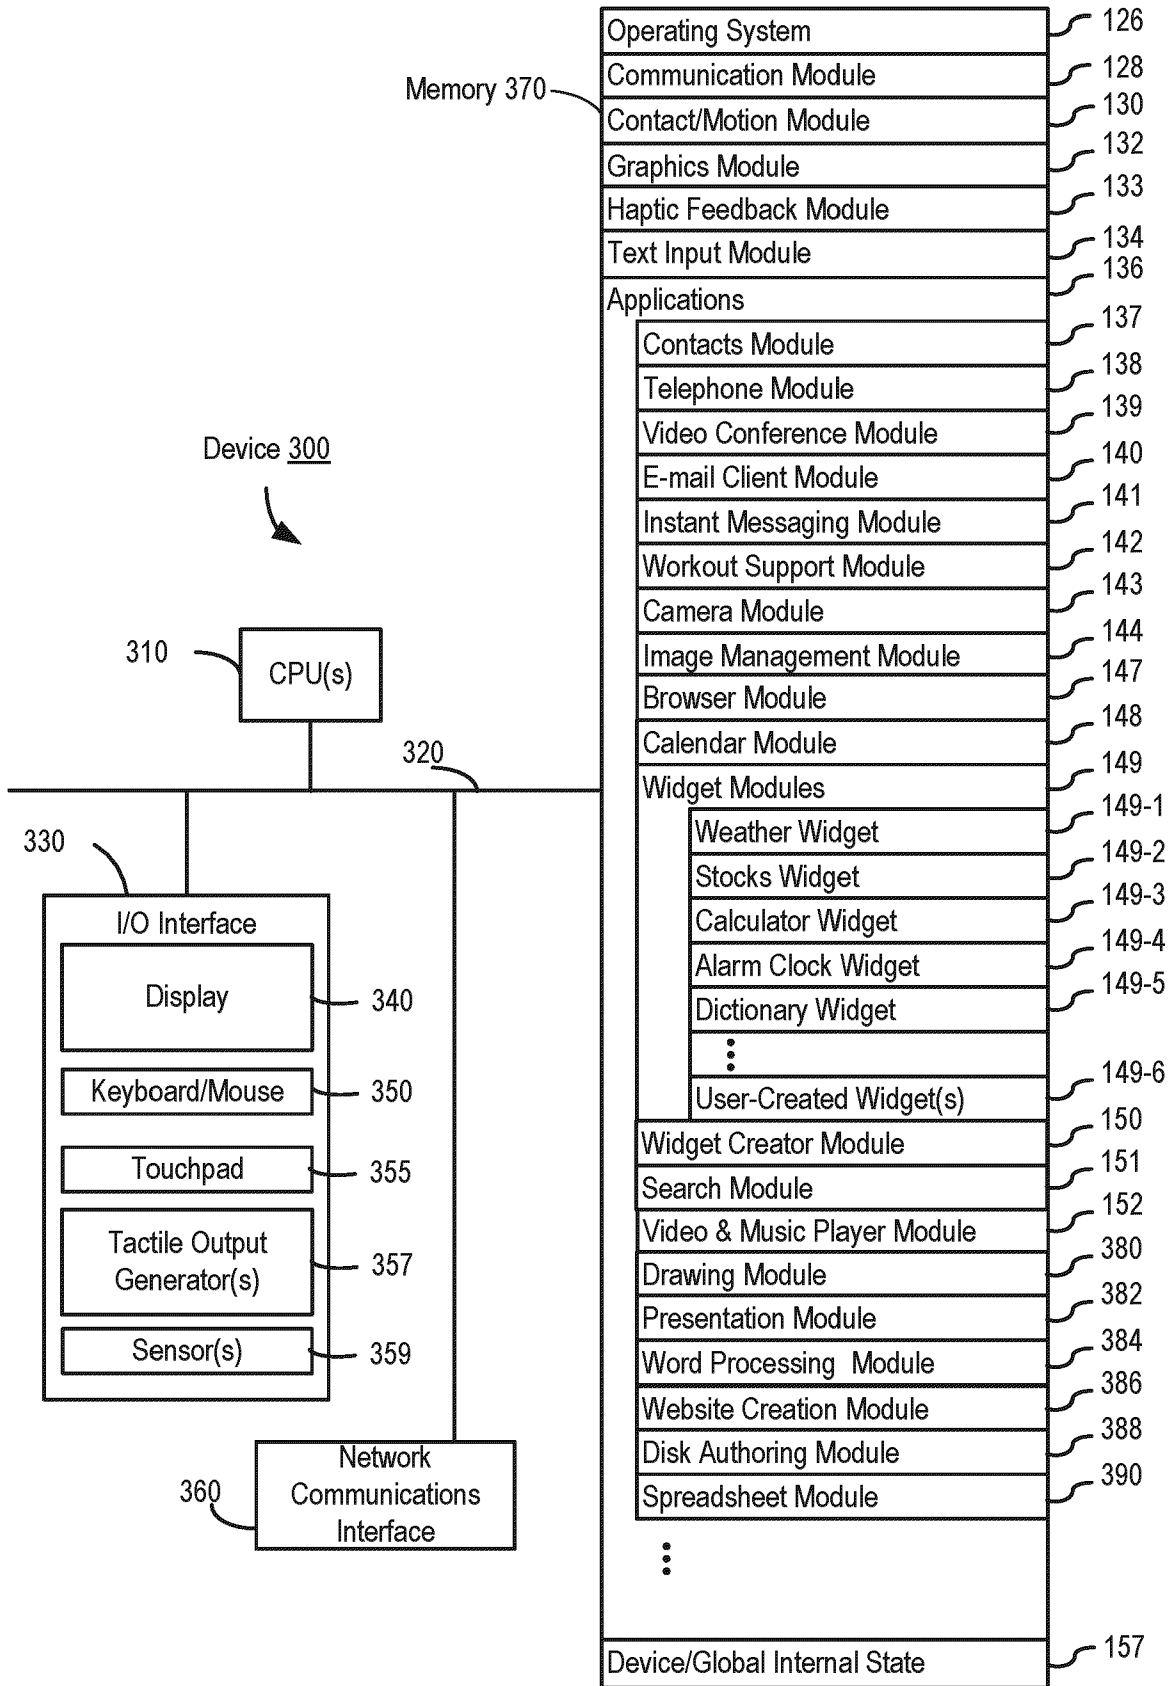 Operating System
126
Communication Module
128
Memory 370
Contact/Motion Module
130
Graphics Module
132
Haptic Feedback Module
133
Text Input Module
134
Applications
136
Contacts Module
137
Telephone Module
138
Video Conference Module
139
E-mail Client Module
140
Instant Messaging Module
141
Workout Support Module
142
Camera Module
143
Image Management Module
144
Browser Module
147
Calendar Module
148
Widget Modules
149
Weather Widget
149-1
Stocks Widget
149-2
Calculator Widget
149-3
Alarm Clock Widget
149-4
Dictionary Widget
149-5
User-Created Widget(s)
149-6
Widget Creator Module
150
Search Module
151
Video & Music Player Module
152
Drawing Module
380
Presentation Module
382
Word Processing Module
384
Website Creation Module
386
Disk Authoring Module
388
Spreadsheet Module
390
Device/Global Internal State
157
Device 300
310
CPU(s)
320
330
I/O Interface
Display
340
Keyboard/Mouse
350
Touchpad
355
Tactile Output
Generator(s)
357
Sensor(s)
359
360
Network
Communications
Interface